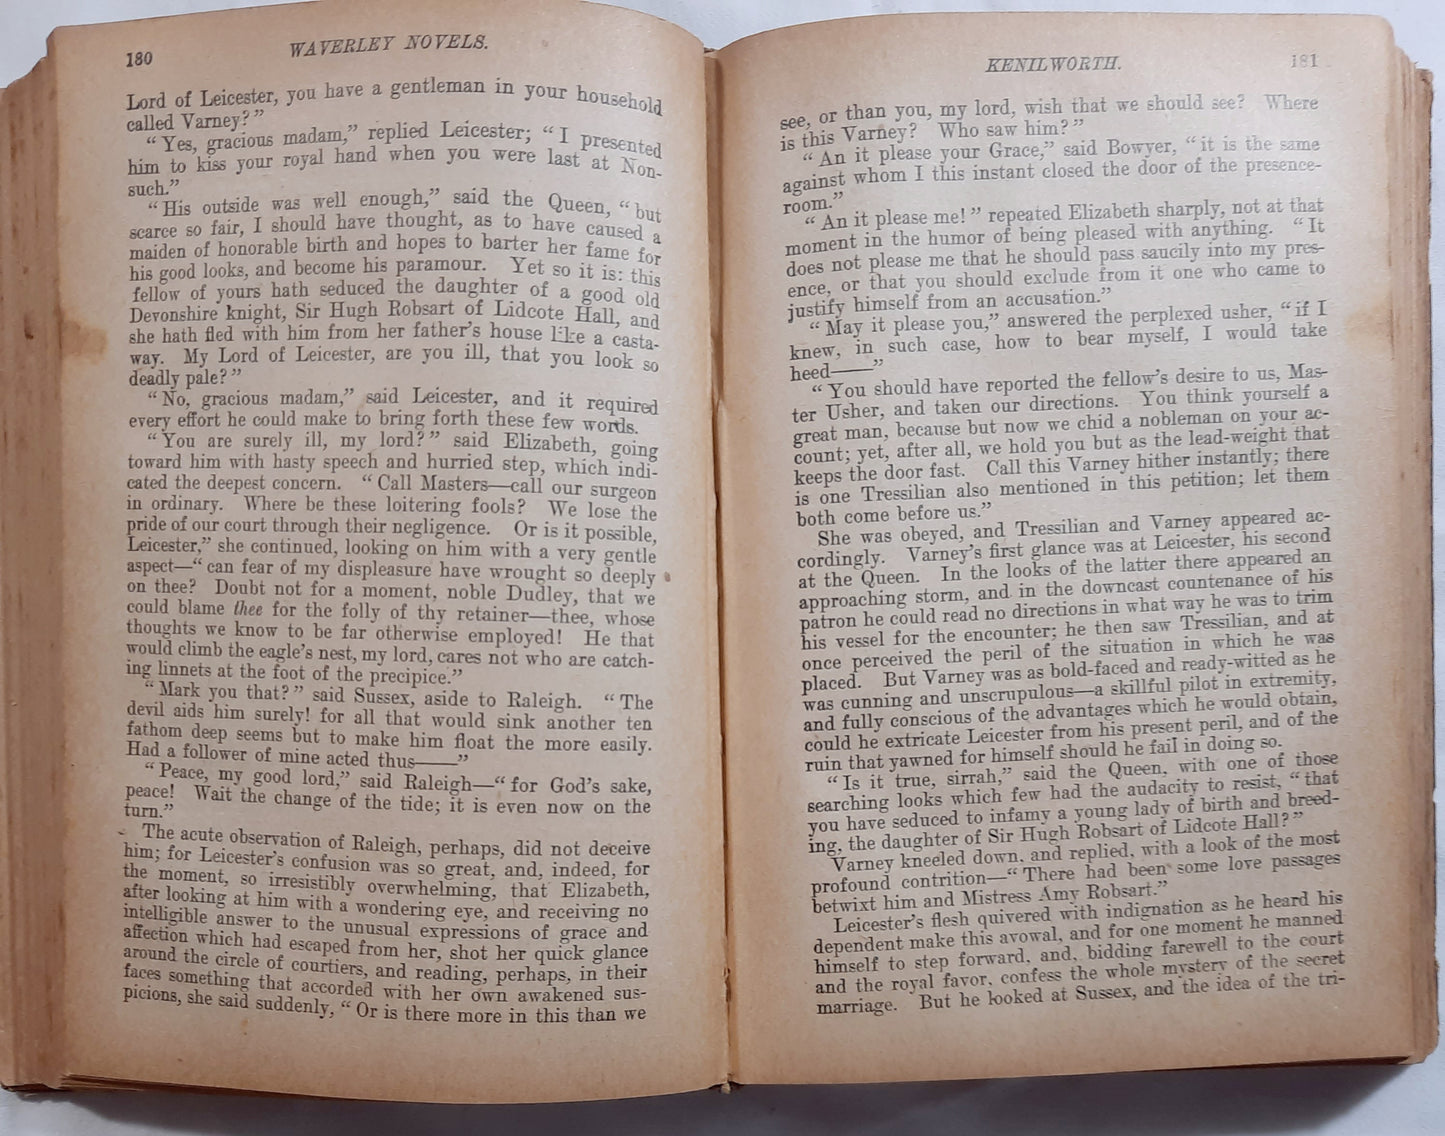 180
WAVERLEY NOVELS.
Lord of Leicester, you have a gentleman in your household
called Varney?”
“Yes, gracious madam,” replied Leicester; “I presented
him to kiss your royal hand when you were last at Non-
such.”
“His outside was well enough,” said the Queen, “but
scarce so fair, I should have thought, as to have caused a
maiden of honorable birth and hopes to barter her fame for
his good looks, and become his paramour. Yet so it is: this
fellow of yours hath seduced the daughter of a good old
Devonshire knight, Sir Hugh Robsart of Lidcote Hall, and
she hath fled with him from her father’s house like a casta-
way. My Lord of Leicester, are you ill, that you look so
deadly pale?”
“No, gracious madam,” said Leicester, and it required
every effort he could make to bring forth these few words.
“You are surely ill, my lord?” said Elizabeth, going
toward him with hasty speech and hurried step, which indi-
cated the deepest concern. “Call Masters—call our surgeon
in ordinary. Where be these loitering fools? We lose the
pride of our court through their negligence. Or is it possible,
Leicester,” she continued, looking on him with a very gentle
aspect—“can fear of my displeasure have wrought so deeply
on thee? Doubt not for a moment, noble Dudley, that we
could blame thee for the folly of thy retainer—thee, whose
thoughts we know to be far otherwise employed! He that
would climb the eagle’s nest, my lord, cares not who are catch-
ing linnets at the foot of the precipice.”
“Mark you that?” said Sussex, aside to Raleigh. “The
devil aids him surely! for all that would sink another ten
fathom deep seems but to make him float the more easily.
Had a follower of mine acted thus——”
“Peace, my good lord,” said Raleigh—“for God’s sake,
peace! Wait the change of the tide; it is even now on the
turn.”
The acute observation of Raleigh, perhaps, did not deceive
him; for Leicester’s confusion was so great, and, indeed, for
the moment, so irresistibly overwhelming, that Elizabeth,
after looking at him with a wondering eye, and receiving no
intelligible answer to the unusual expressions of grace and
affection which had escaped from her, shot her quick glance
around the circle of courtiers, and reading, perhaps, in their
faces something that accorded with her own awakened sus-
picions, she said suddenly, “Or is there more in this than we
KENILWORTH.
181
see, or than you, my lord, wish that we should see? Where
is this Varney? Who saw him?”
“An it please your Grace,” said Bowyer, “it is the same
against whom I this instant closed the door of the presence-
room.”
“An it please me!” repeated Elizabeth sharply, not at that
moment in the humor of being pleased with anything. “It
does not please me that he should pass saucily into my pres-
ence, or that you should exclude from it one who came to
justify himself from an accusation.”
“May it please you,” answered the perplexed usher, “if I
knew, in such case, how to bear myself, I would take
heed——”
“You should have reported the fellow’s desire to us, Mas-
ter Usher, and taken our directions. You think yourself a
great man, because but now we chid a nobleman on your ac-
count; yet, after all, we hold you but as the lead-weight that
keeps the door fast. Call this Varney hither instantly; there
is one Tressilian also mentioned in this petition; let them
both come before us.”
She was obeyed, and Tressilian and Varney appeared ac-
cordingly. Varney’s first glance was at Leicester, his second
at the Queen. In the looks of the latter there appeared an
approaching storm, and in the downcast countenance of his
patron he could read no directions in what way he was to trim
his vessel for the encounter; he then saw Tressilian, and at
once perceived the peril of the situation in which he was
placed. But Varney was as bold-faced and ready-witted as he
was cunning and unscrupulous—a skillful pilot in extremity,
and fully conscious of the advantages which he would obtain,
could he extricate Leicester from his present peril, and of the
ruin that yawned for himself should he fail in doing so.
“Is it true, sirrah,” said the Queen, with one of those
searching looks which few had the audacity to resist, “that
you have seduced to infamy a young lady of birth and breed-
ing, the daughter of Sir Hugh Robsart of Lidcote Hall?”
Varney kneeled down, and replied, with a look of the most
profound contrition—“There had been some love passages
betwixt him and Mistress Amy Robsart.”
Leicester’s flesh quivered with indignation as he heard his
dependent make this avowal, and for one moment he manned
himself to step forward, and, bidding farewell to the court
and the royal favor, confess the whole mystery of the secret
marriage. But he looked at Sussex, and the idea of the tri-